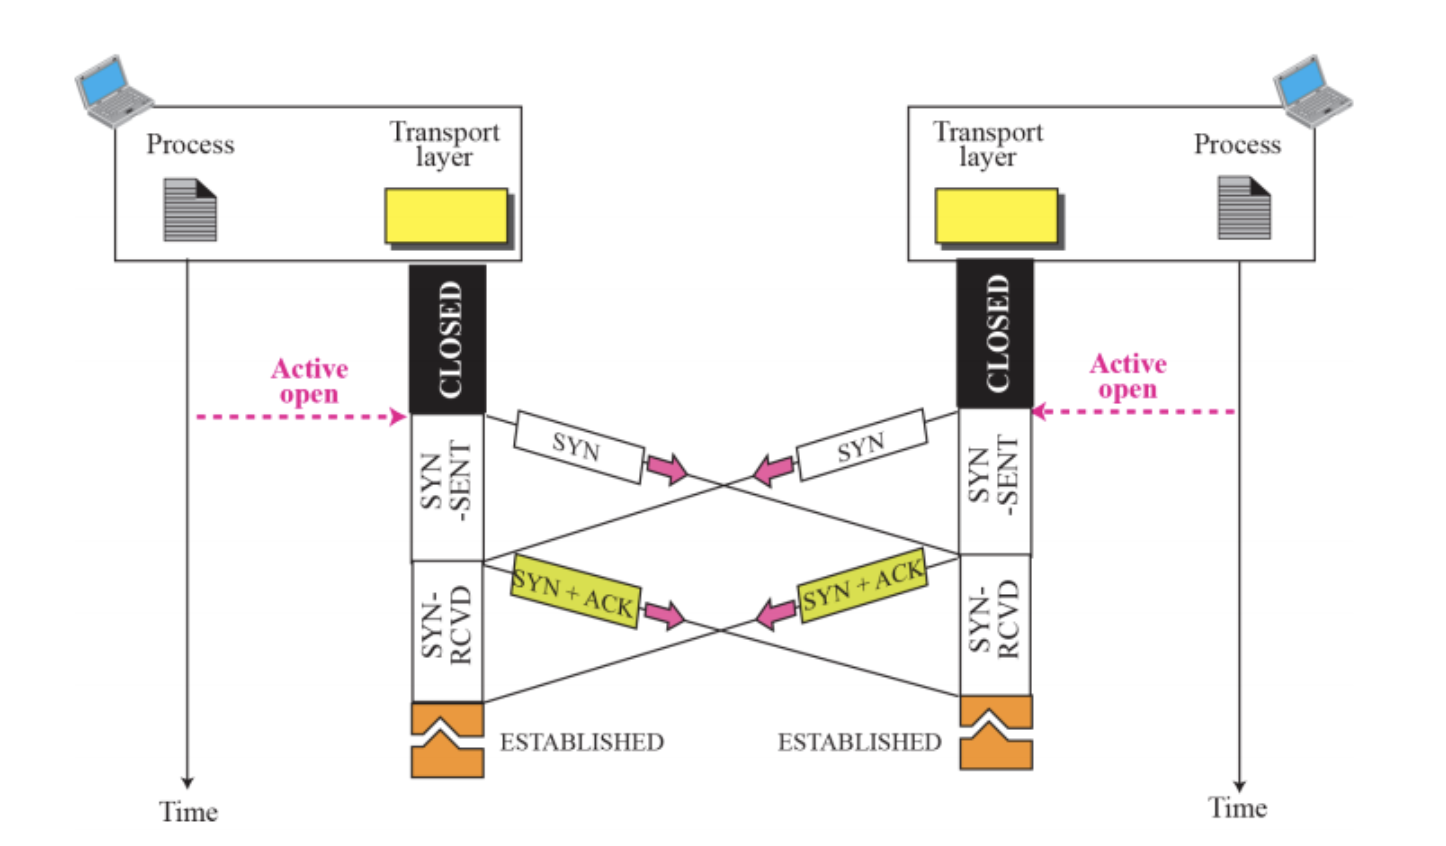 Process
Transport
layer
Transport
layer
Process
CLOSED
CLOSED
Active
open
Active
open
SYN
SYN
SYN
-SENT
SYN
-SENT
SYN + ACK
SYN + ACK
SYN-
RCVD
SYN-
RCVD
ESTABLISHED
ESTABLISHED
Time
Time